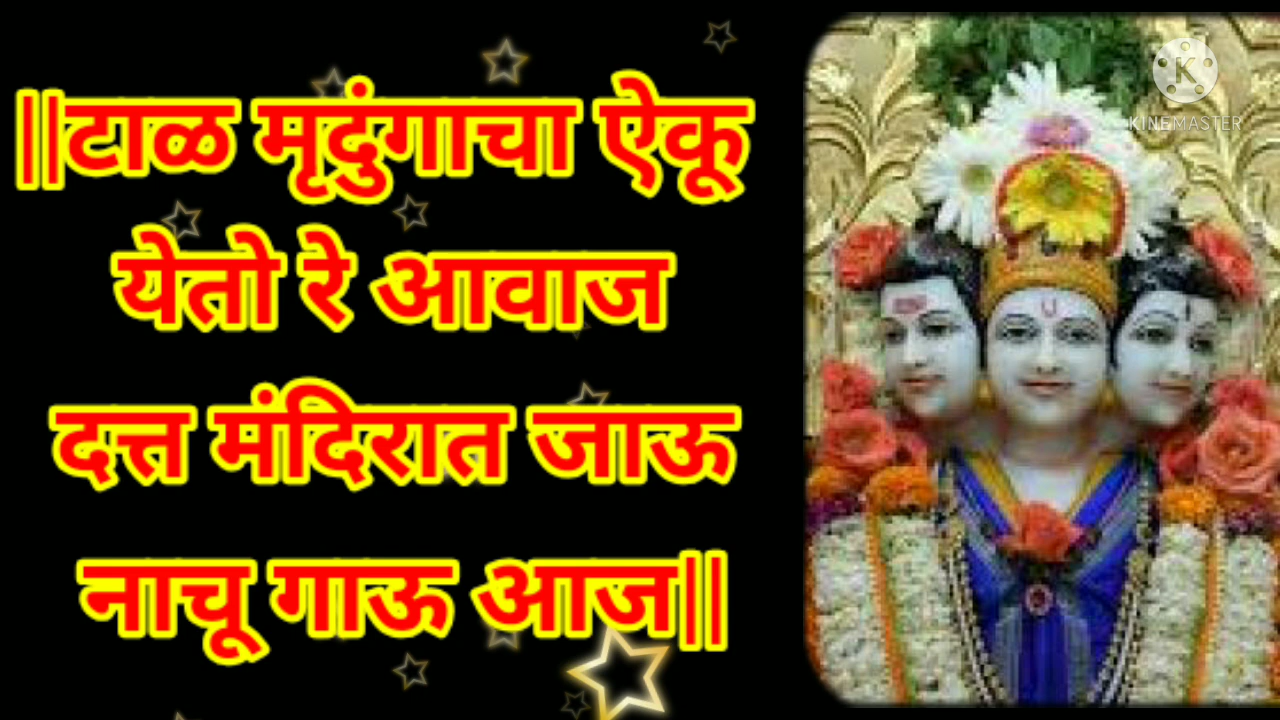 ||टाळ मृदुंगाचा ऐकू
येतो रे आवाज
दत्त मंदिरात जाऊ
नाचू गाऊ आज||
K
KINEMASTER